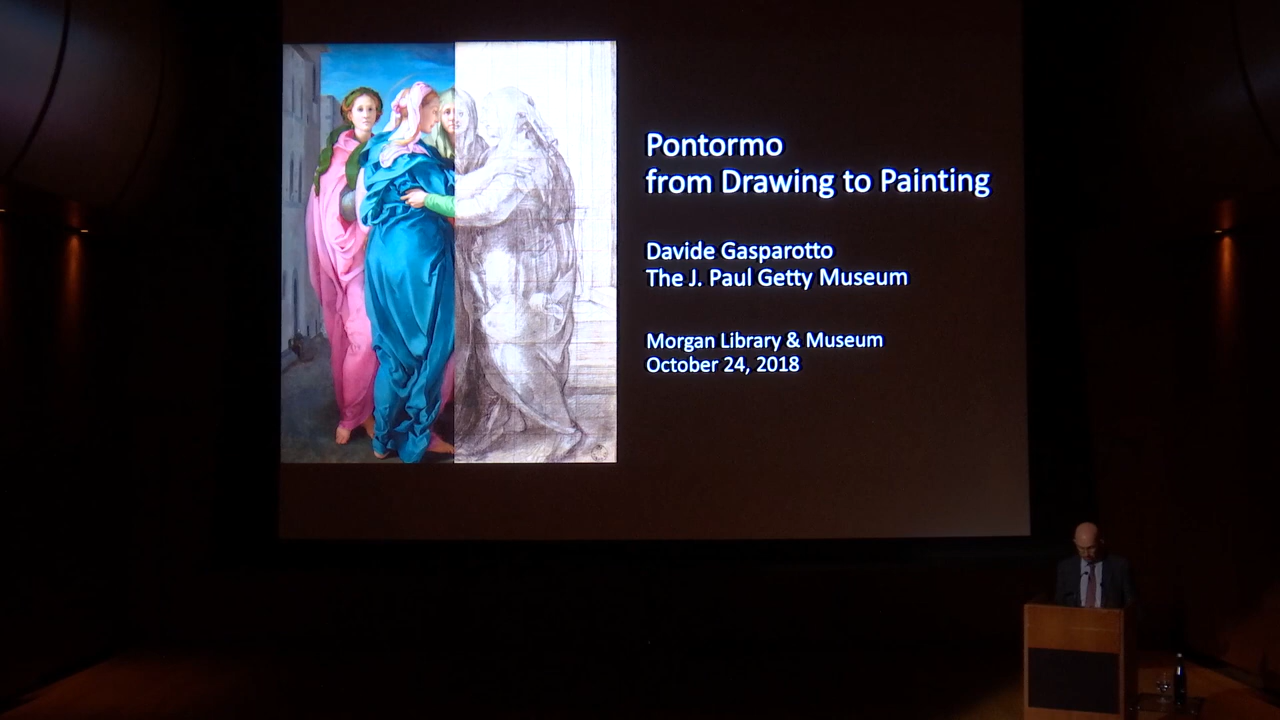 Pontormo
from Drawing to Painting
Davide Gasparotto
The J. Paul Getty Museum
Morgan Library & Museum
October 24, 2018